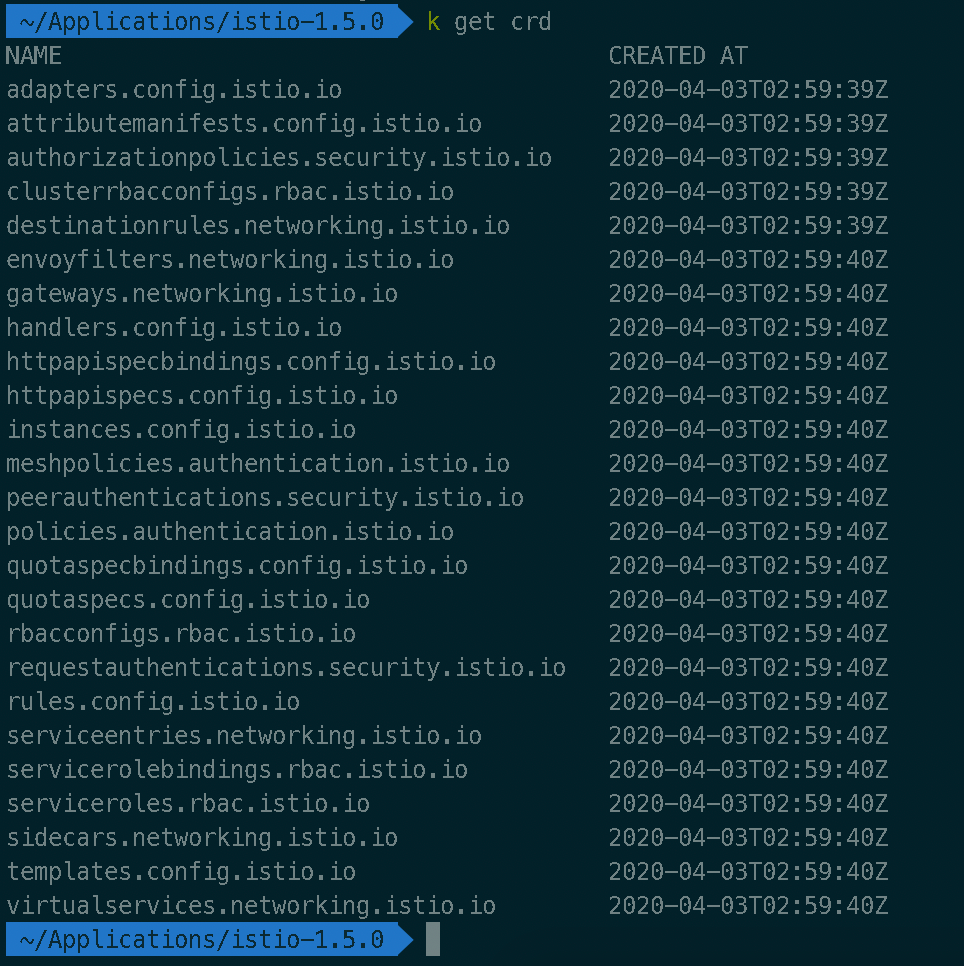 ~/Applications/istio-1.5.0 k get crd
NAME CREATED AT
adapters.config.istio.io 2020-04-03T02:59:39Z
attributemanifests.config.istio.io 2020-04-03T02:59:39Z
authorizationpolicies.security.istio.io 2020-04-03T02:59:39Z
clusterrbacconfigs.rbac.istio.io 2020-04-03T02:59:39Z
destinationrules.networking.istio.io 2020-04-03T02:59:39Z
envoyfilters.networking.istio.io 2020-04-03T02:59:40Z
gateways.networking.istio.io 2020-04-03T02:59:40Z
handlers.config.istio.io 2020-04-03T02:59:40Z
httpapispecbindings.config.istio.io 2020-04-03T02:59:40Z
httpapispecs.config.istio.io 2020-04-03T02:59:40Z
instances.config.istio.io 2020-04-03T02:59:40Z
meshpolicies.authentication.istio.io 2020-04-03T02:59:40Z
peerauthentications.security.istio.io 2020-04-03T02:59:40Z
policies.authentication.istio.io 2020-04-03T02:59:40Z
quotaspecbindings.config.istio.io 2020-04-03T02:59:40Z
quotaspecs.config.istio.io 2020-04-03T02:59:40Z
rbacconfigs.rbac.istio.io 2020-04-03T02:59:40Z
requestauthentications.security.istio.io 2020-04-03T02:59:40Z
rules.config.istio.io 2020-04-03T02:59:40Z
serviceentries.networking.istio.io 2020-04-03T02:59:40Z
servicerolebindings.rbac.istio.io 2020-04-03T02:59:40Z
serviceroles.rbac.istio.io 2020-04-03T02:59:40Z
sidecars.networking.istio.io 2020-04-03T02:59:40Z
templates.config.istio.io 2020-04-03T02:59:40Z
virtualservices.networking.istio.io 2020-04-03T02:59:40Z
~/Applications/istio-1.5.0